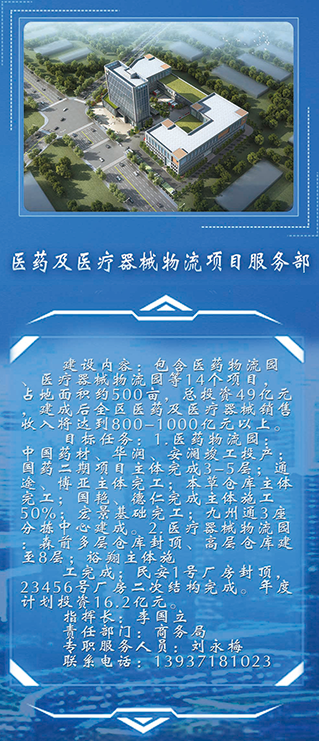 医药及医疗器械物流项目服务部
建设内容：包含医药物流园
、医疗器械物流园等14个项目，
占地面积约500亩，总投资49亿元
，建成后全区医药及医疗器械销售
收入将达到800-1000亿元以上。
目标任务：1.医药物流园：
中国药材、华润、安澜竣工投产；
国药二期项目主体完成3-5层；通
途、博亚主体完工；本草仓库主体
完工；国艳、德仁完成主体施工
50%；宏景基础完工；九州通3座
分拣中心建成。2.医疗器械物流园
：森前多层仓库封顶、高层仓库建
至8层；裕翔主体施
工完成；民安1号厂房封顶，
23456号厂房二次结构完成。年度
计划投资16.2亿元。
指挥长：李国立
责任部门：商务局
专职服务人员：刘永梅
联系电话：13937181023